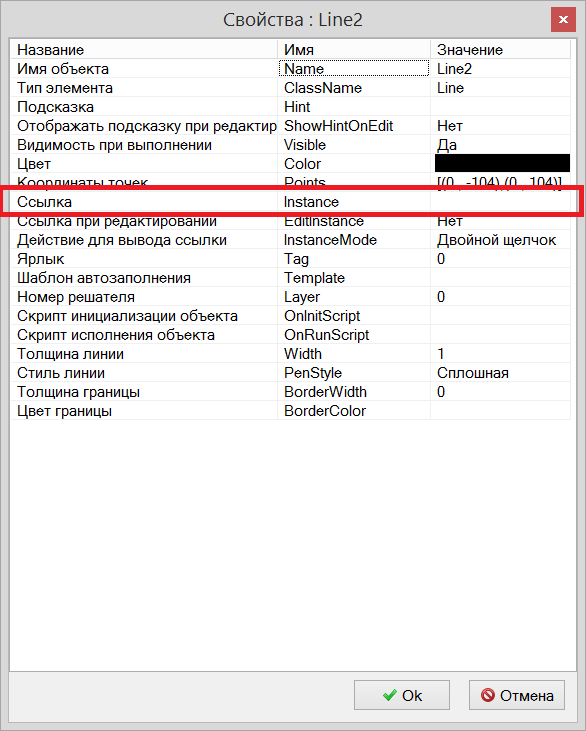 Свойства : Line2
Название Имя Значение
Имя объекта Name Line2
Тип элемента ClassName Line
Подсказка Hint
Отображать подсказку при редактир ShowHintOnEdit Нет
Видимость при выполнении Visible Да
Цвет Color
Координаты точек Points [(0 , -104),(0 , 104)]
Ссылка Instance
Ссылка при редактировании EditInstance Нет
Действие для вывода ссылки InstanceMode Двойной щелчок
Ярлык Tag 0
Шаблон автозаполнения Template
Номер решателя Layer 0
Скрипт инициализации объекта OnInitScript
Скрипт исполнения объекта OnRunScript
Толщина линии Width 1
Стиль линии PenStyle Сплошная
Толщина границы BorderWidth 0
Цвет границы BorderColor
Ok Отмена